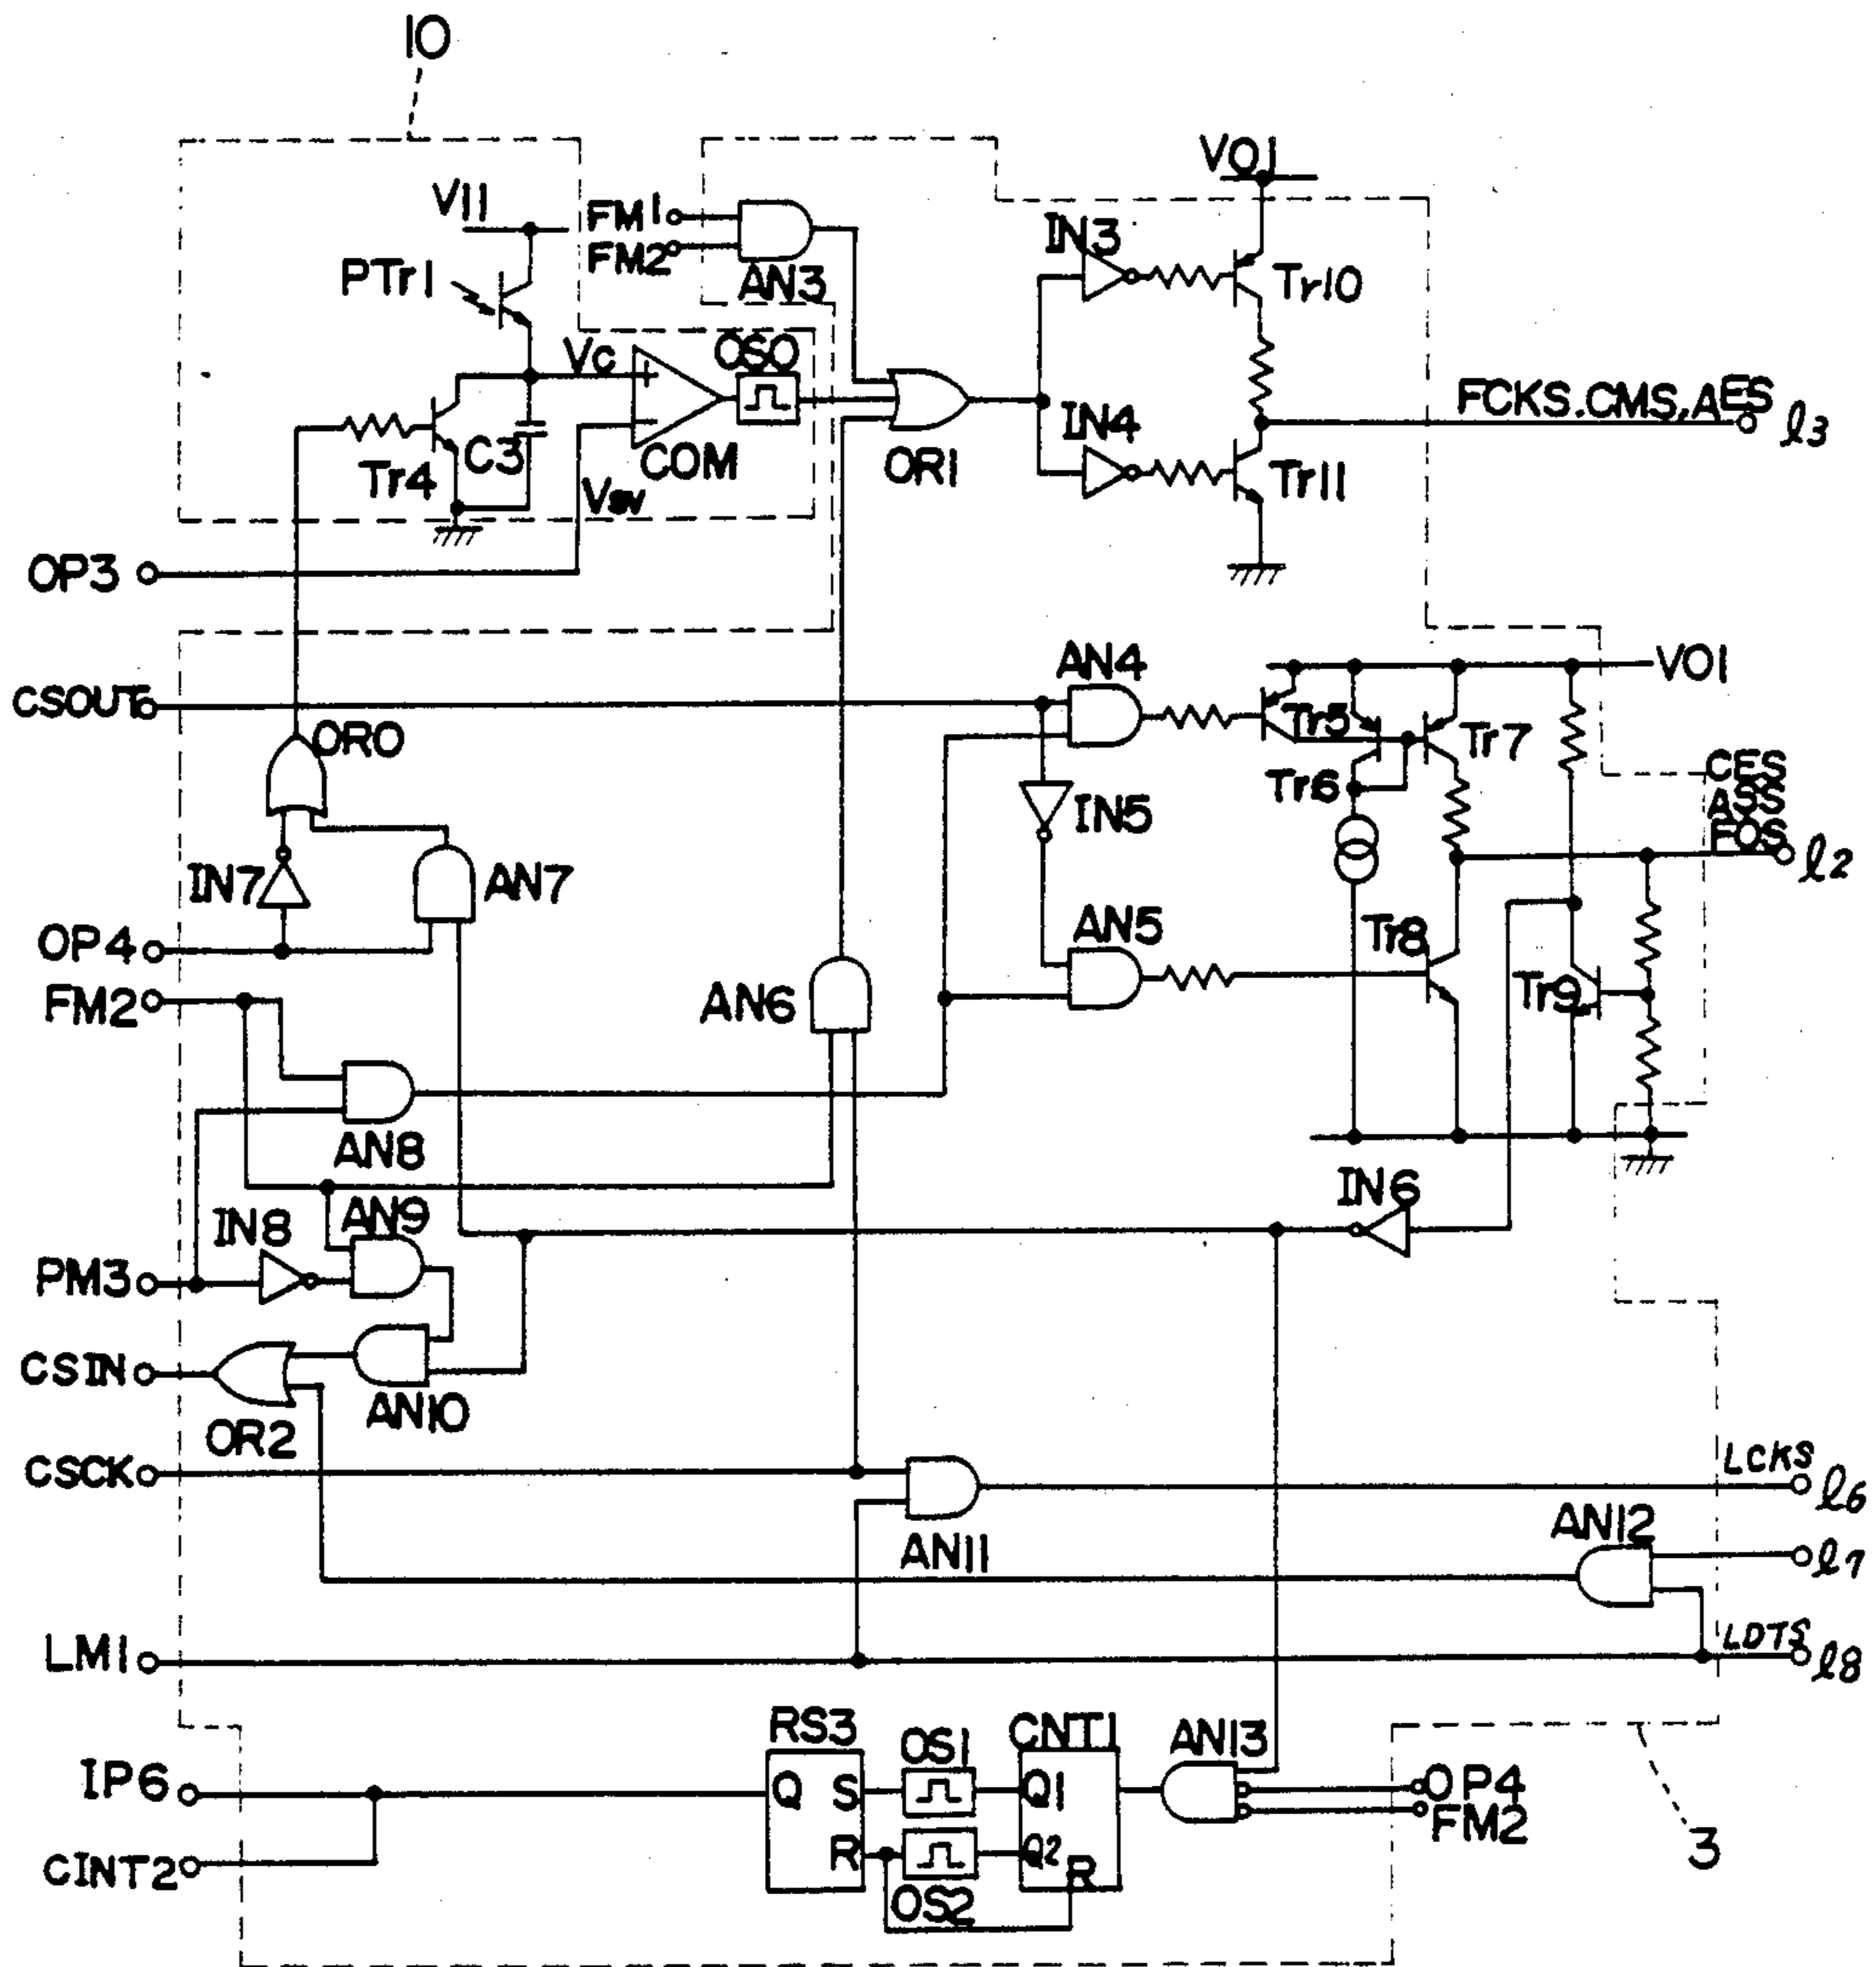 10
V01
V11
FM1
FM2
IN3
PTr1
AN3
Tr10
Vc
OS0
+
FCKS.CMS.AES
l3
−
IN4
C3
COM
OR1
Tr4
Tr11
Vsv
OP3
AN4
V01
CSOUT
OR0
Tr5
Tr7
Tr6
CES
ASS
FOS
IN5
l2
IN7
AN7
AN5
OP4
Tr8
FM2
AN6
Tr9
AN8
IN6
AN9
IN8
PM3
CSIN
AN10
OR2
CSCK
LCKS
l6
AN12
AN11
l7
LM1
LDTS
l8
RS3
OS1
CNT1
AN13
IP6
Q
S
Q1
OP4
FM2
R
Q2
R
3
CINT2
OS2